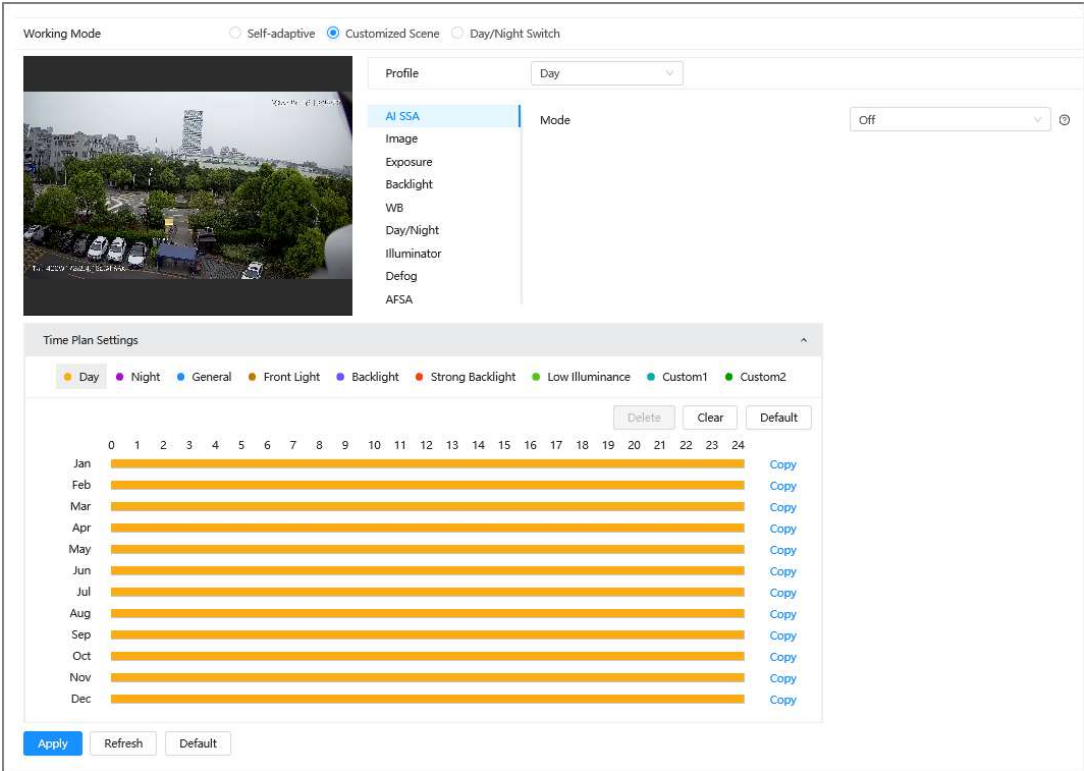 Working Mode Self-adaptive Customized Scene Day/Night Switch
Profile Day
AI SSA
Mode Off
Image
Exposure
Backlight
WB
Day/Night
Illuminator
Defog
AFSA
Time Plan Settings
Day Night General Front Light Backlight Strong Backlight Low Illuminance Custom1 Custom2
Delete Clear Default
0 1 2 3 4 5 6 7 8 9 10 11 12 13 14 15 16 17 18 19 20 21 22 23 24
Jan Copy
Feb Copy
Mar Copy
Apr Copy
May Copy
Jun Copy
Jul Copy
Aug Copy
Sep Copy
Oct Copy
Nov Copy
Dec Copy
Apply Refresh Default